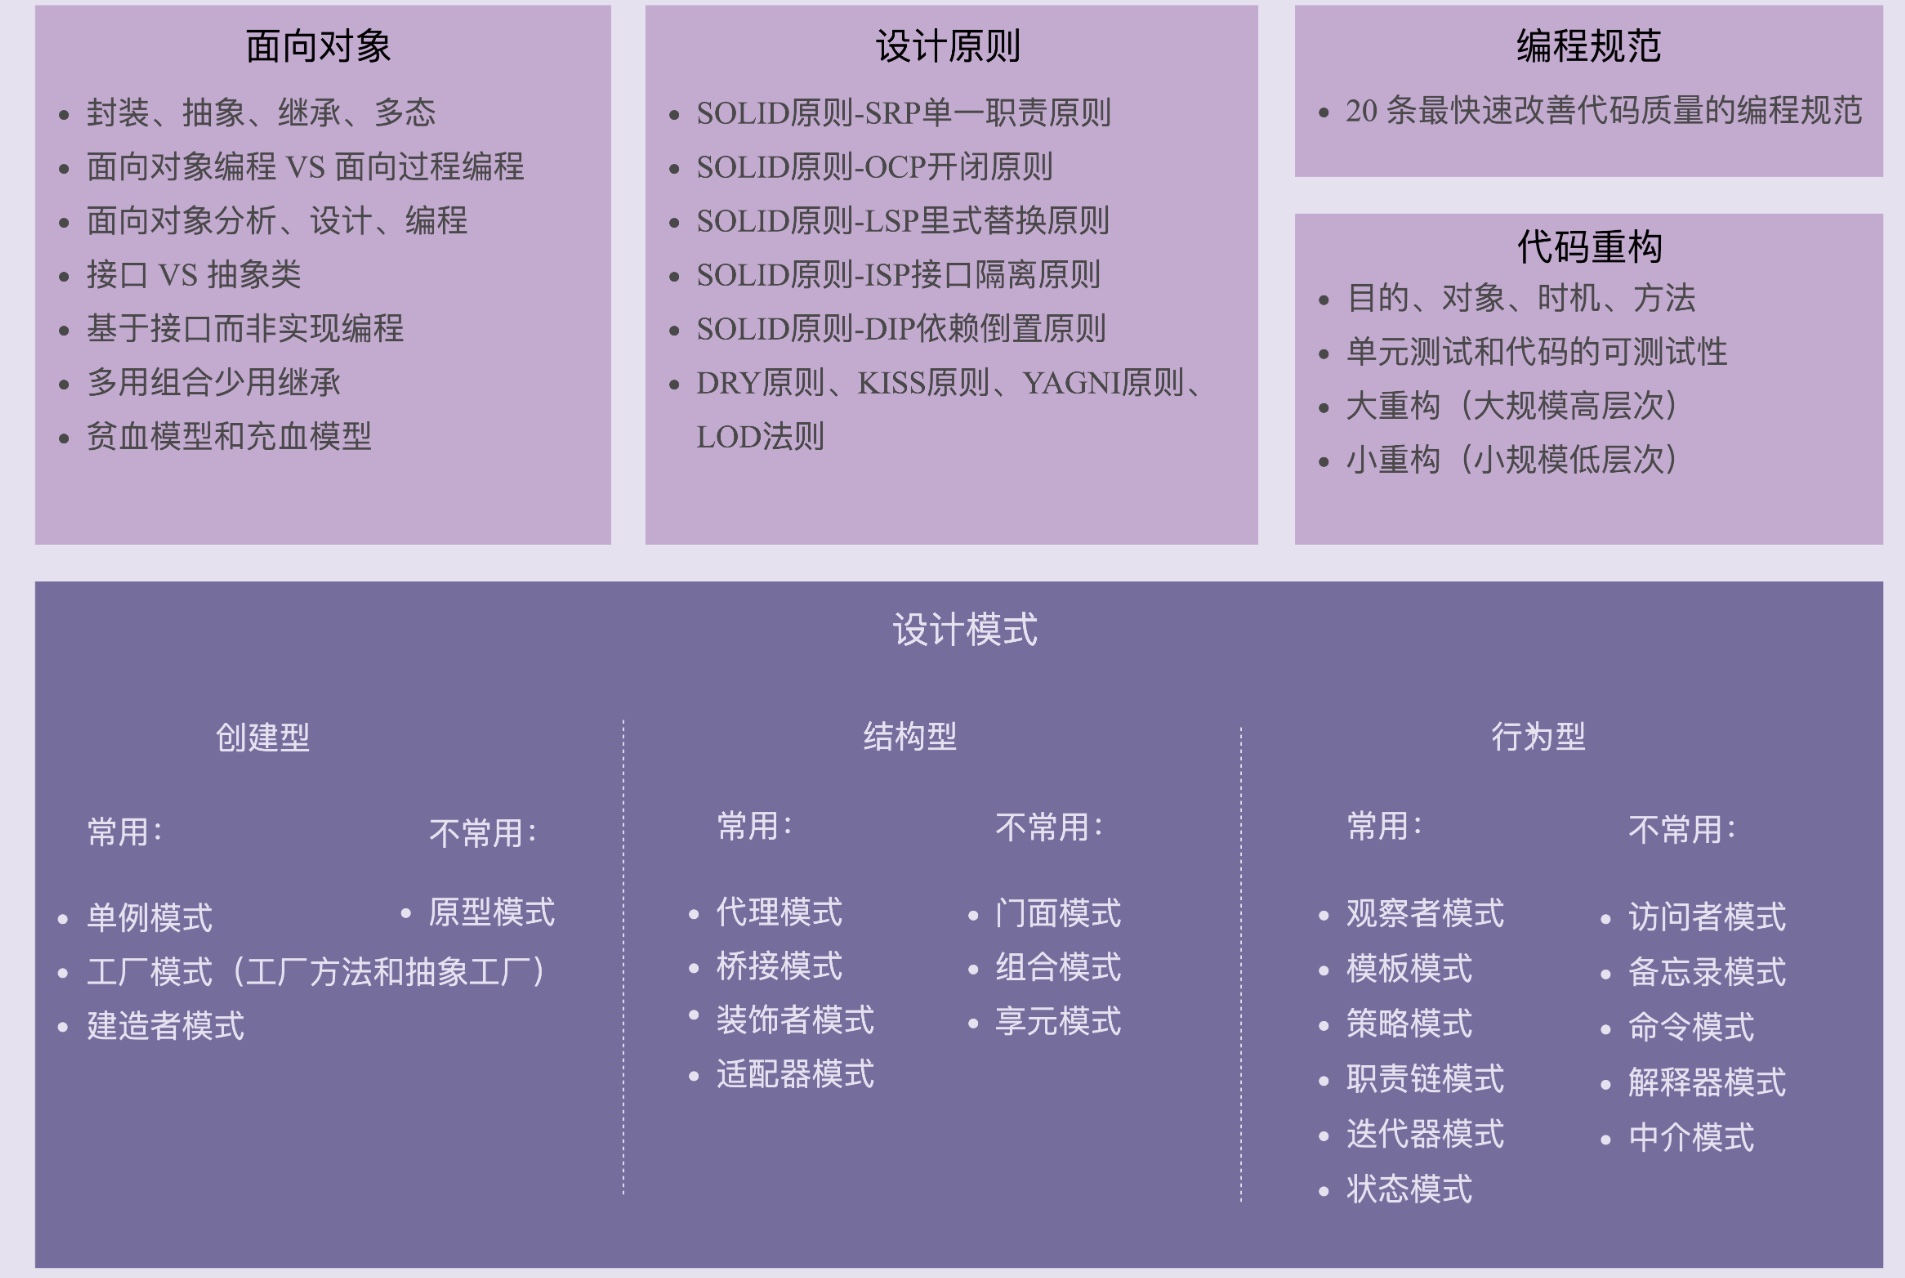 面向对象
封装、抽象、继承、多态
面向对象编程 VS 面向过程编程
面向对象分析、设计、编程
接口 VS 抽象类
基于接口而非实现编程
多用组合少用继承
贫血模型和充血模型
设计原则
SOLID原则-SRP单一职责原则
SOLID原则-OCP开闭原则
SOLID原则-LSP里式替换原则
SOLID原则-ISP接口隔离原则
SOLID原则-DIP依赖倒置原则
DRY原则、KISS原则、YAGNI原则、
LOD法则
编程规范
20 条最快速改善代码质量的编程规范
代码重构
目的、对象、时机、方法
单元测试和代码的可测试性
大重构（大规模高层次）
小重构（小规模低层次）
设计模式
创建型
常用：
单例模式
工厂模式（工厂方法和抽象工厂）
建造者模式
不常用：
原型模式
结构型
常用：
代理模式
桥接模式
装饰者模式
适配器模式
不常用：
门面模式
组合模式
享元模式
行为型
常用：
观察者模式
模板模式
策略模式
职责链模式
迭代器模式
状态模式
不常用：
访问者模式
备忘录模式
命令模式
解释器模式
中介模式